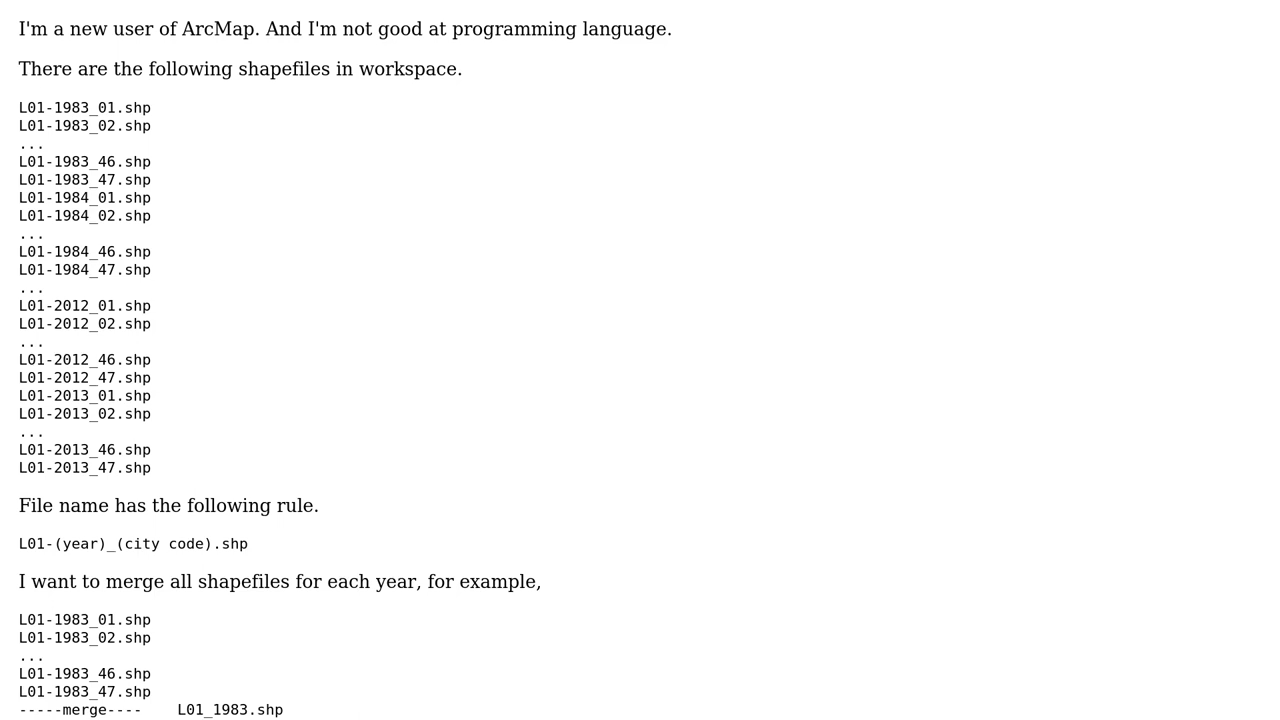 I'm a new user of ArcMap. And I'm not good at programming language.
There are the following shapefiles in workspace.
L01-1983_01.shp
L01-1983_02.shp
...
L01-1983_46.shp
L01-1983_47.shp
L01-1984_01.shp
L01-1984_02.shp
...
L01-1984_46.shp
L01-1984_47.shp
...
L01-2012_01.shp
L01-2012_02.shp
...
L01-2012_46.shp
L01-2012_47.shp
L01-2013_01.shp
L01-2013_02.shp
...
L01-2013_46.shp
L01-2013_47.shp
File name has the following rule.
L01-(year)_(city code).shp
I want to merge all shapefiles for each year, for example,
L01-1983_01.shp
L01-1983_02.shp
...
L01-1983_46.shp
L01-1983_47.shp
-----merge----    L01_1983.shp